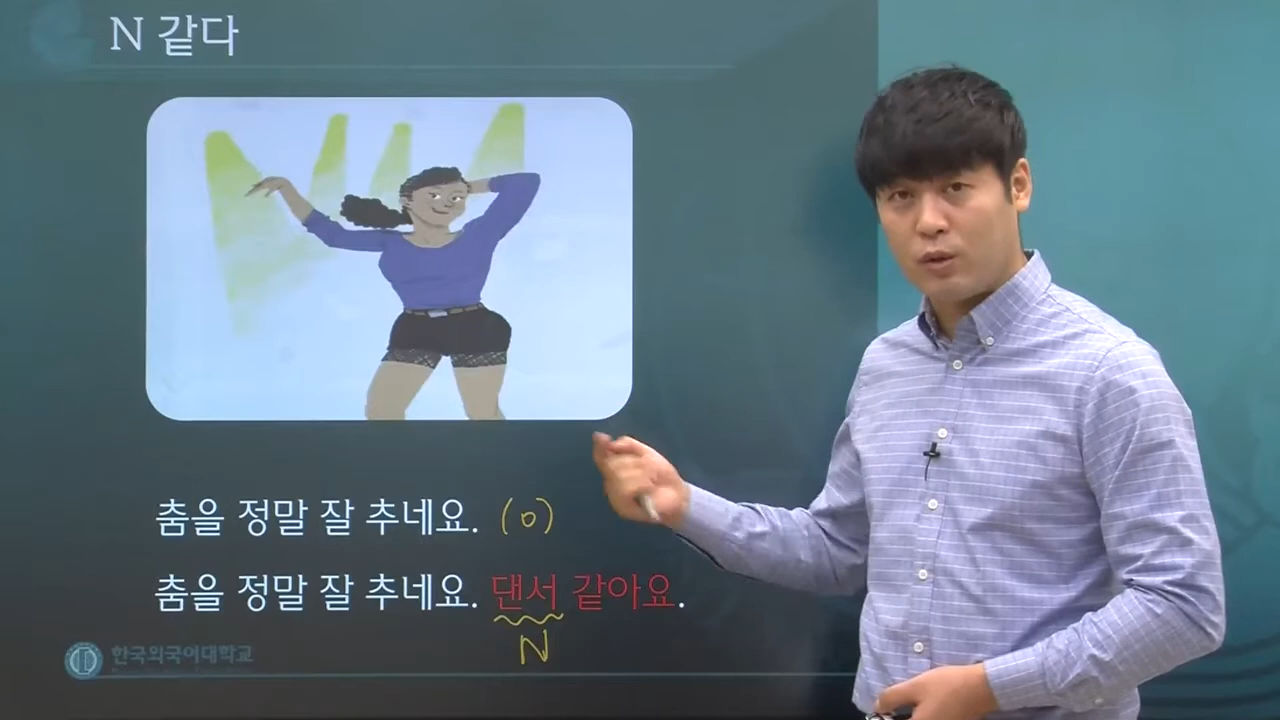 N 같다
춤을 정말 잘 추네요. (o)
춤을 정말 잘 추네요. 댄서 같아요.
N
한국외국어대학교